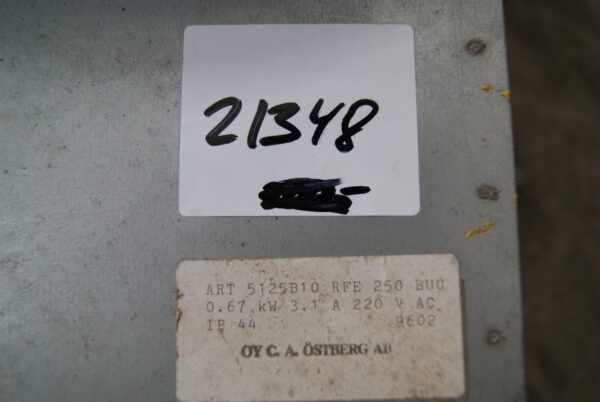 21348
ART 5125B10 RFE 250 BUU
0.67 kW 3.1 A 220 V AC
IP 44 9602
OY C. A. ÖSTBERG AB